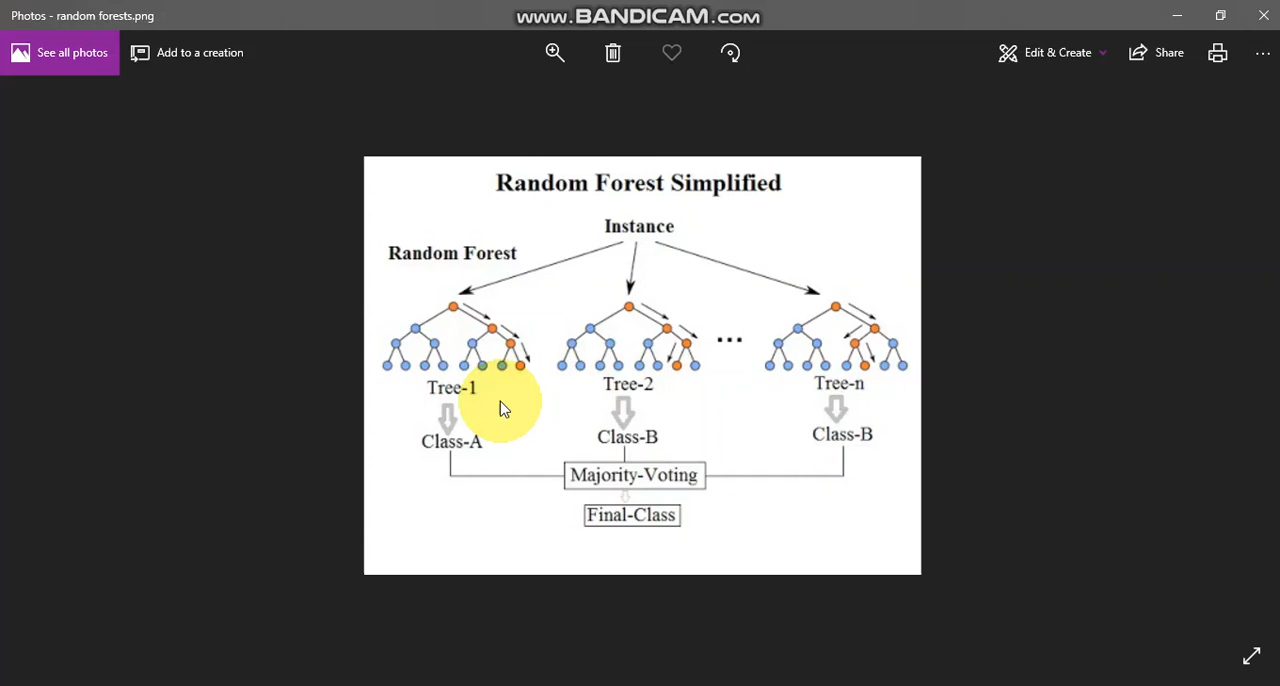 Photos - random forests.png
www.BANDICAM.com
See all photos
Add to a creation
Edit & Create
Share
Random Forest Simplified
Instance
Random Forest
...
Tree-1
Tree-2
Tree-n
Class-A
Class-B
Class-B
Majority-Voting
Final-Class